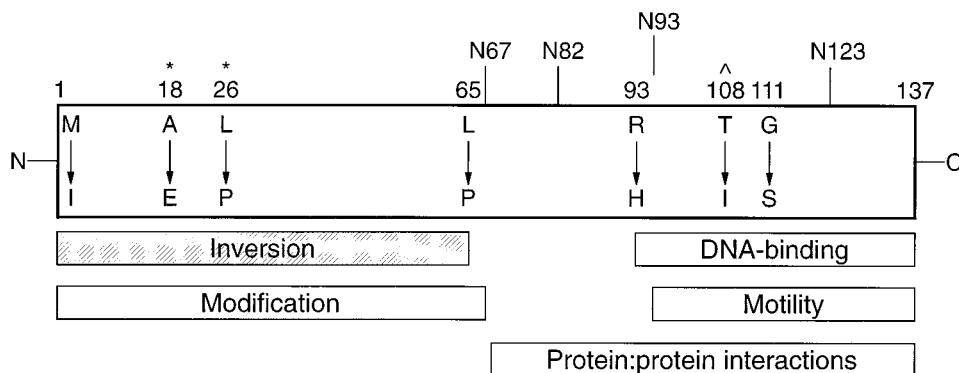 N93
N67 N82 N123
* * ^
1 18 26 65 93 108 111 137
M A L L R T G
N C
I E P P H I S
Inversion DNA-binding
Modification Motility
Protein:protein interactions